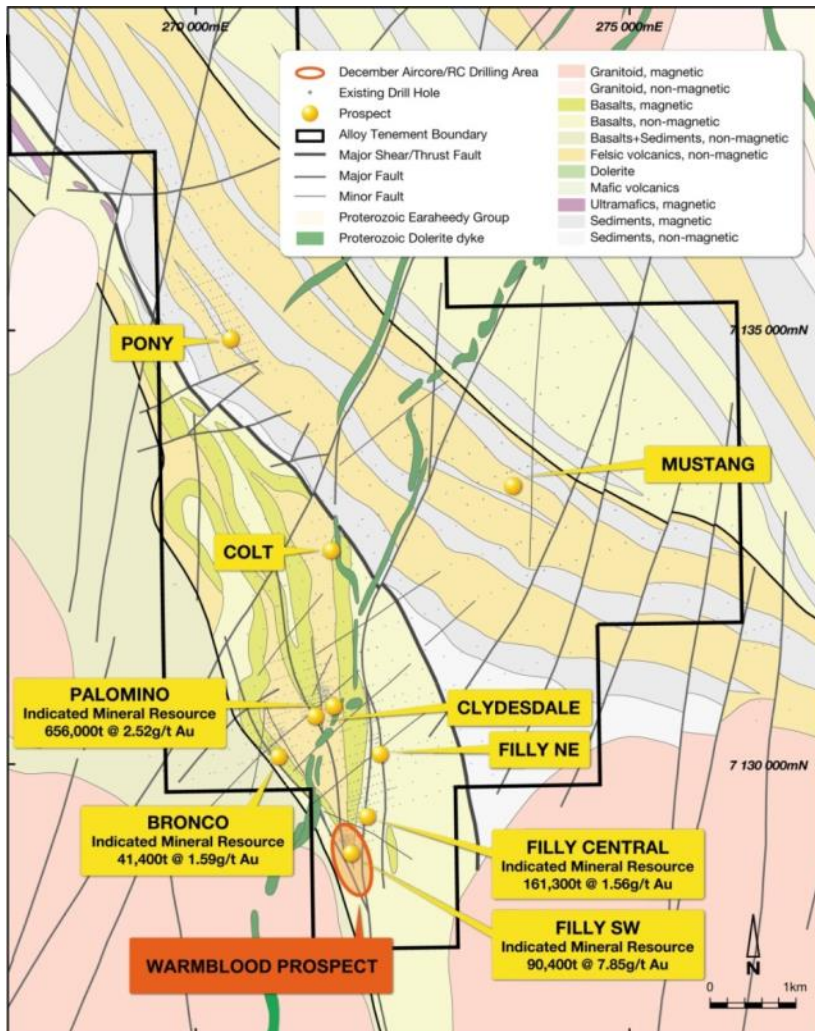 270 000mE
275 000mE
December Aircore/RC Drilling Area
Existing Drill Hole
Prospect
Alloy Tenement Boundary
Major Shear/Thrust Fault
Major Fault
Minor Fault
Proterozoic Earaheedy Group
Proterozoic Dolerite dyke
Granitoid, magnetic
Granitoid, non-magnetic
Basalts, magnetic
Basalts, non-magnetic
Basalts+Sediments, non-magnetic
Felsic volcanics, non-magnetic
Dolerite
Mafic volcanics
Ultramafics, magnetic
Sediments, magnetic
Sediments, non-magnetic
7 135 000mN
PONY
MUSTANG
COLT
PALOMINO
Indicated Mineral Resource
656,000t @ 2.52g/t Au
CLYDESDALE
FILLY NE
7 130 000mN
BRONCO
Indicated Mineral Resource
41,400t @ 1.59g/t Au
FILLY CENTRAL
Indicated Mineral Resource
161,300t @ 1.56g/t Au
FILLY SW
Indicated Mineral Resource
90,400t @ 7.85g/t Au
WARMBLOOD PROSPECT
N
0 1km